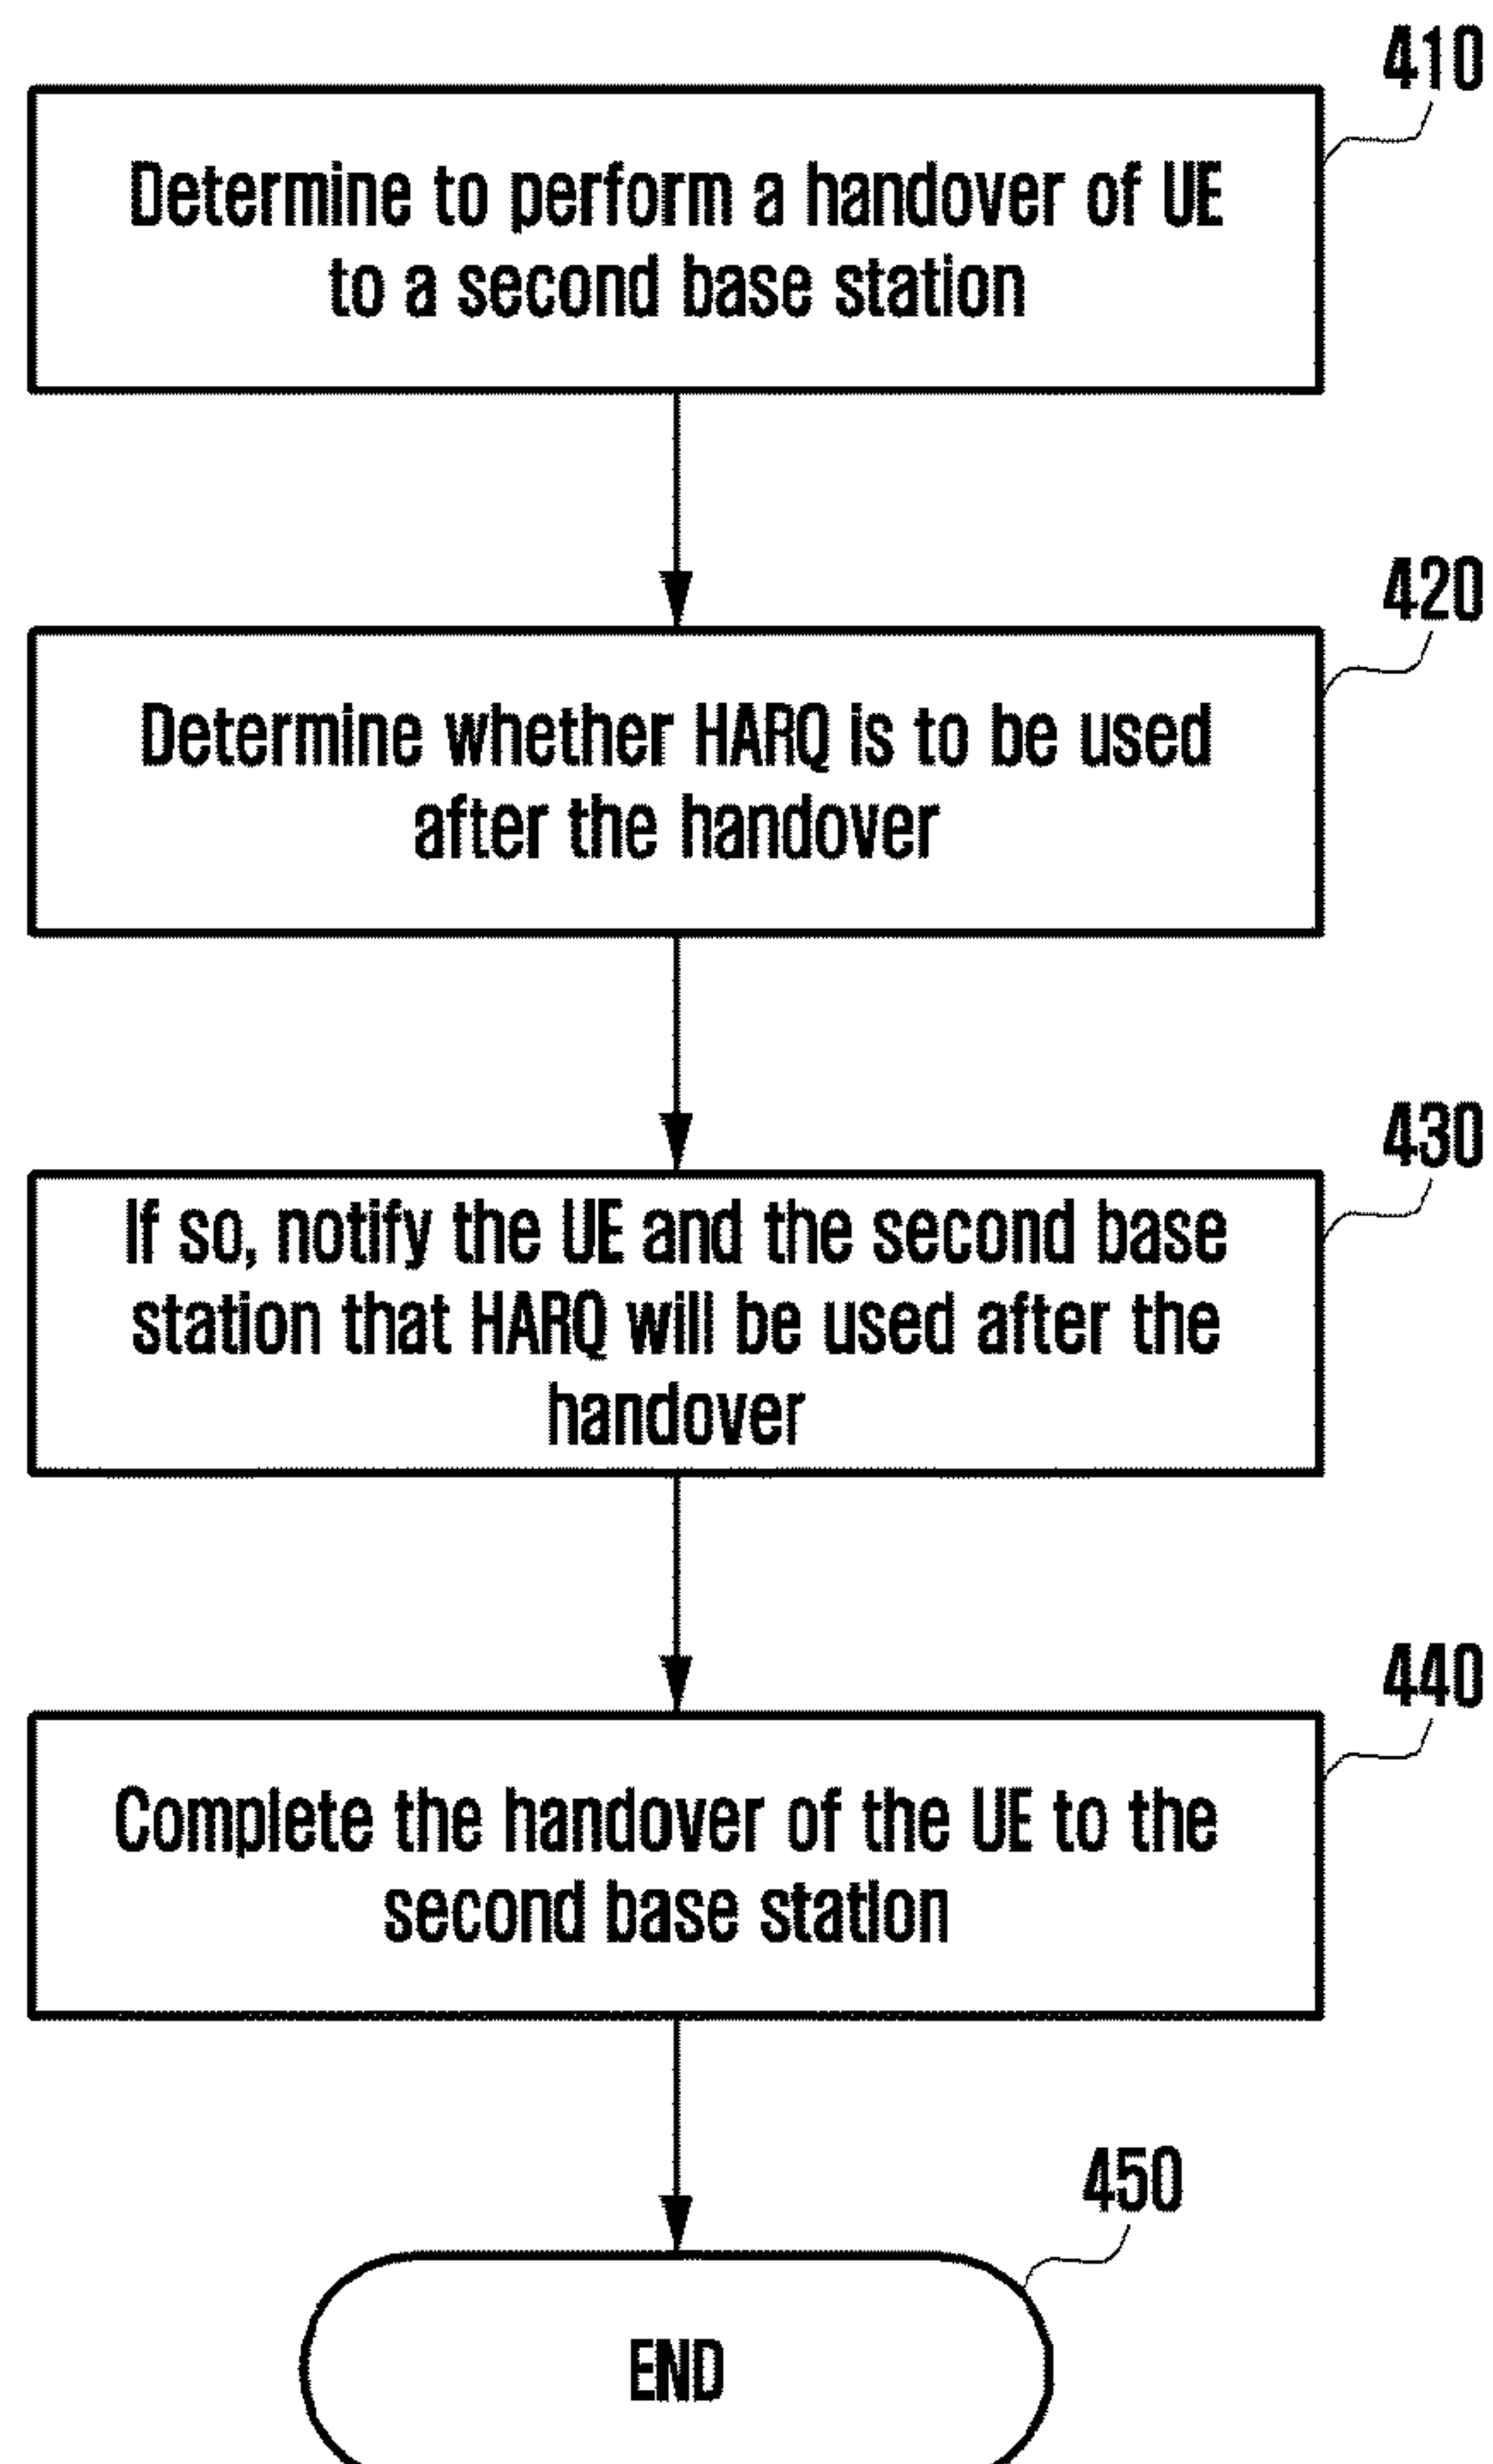 410
Determine to perform a handover of UE
to a second base station
420
Determine whether HARQ is to be used
after the handover
430
If so, notify the UE and the second base
station that HARQ will be used after the
handover
440
Complete the handover of the UE to the
second base station
450
END